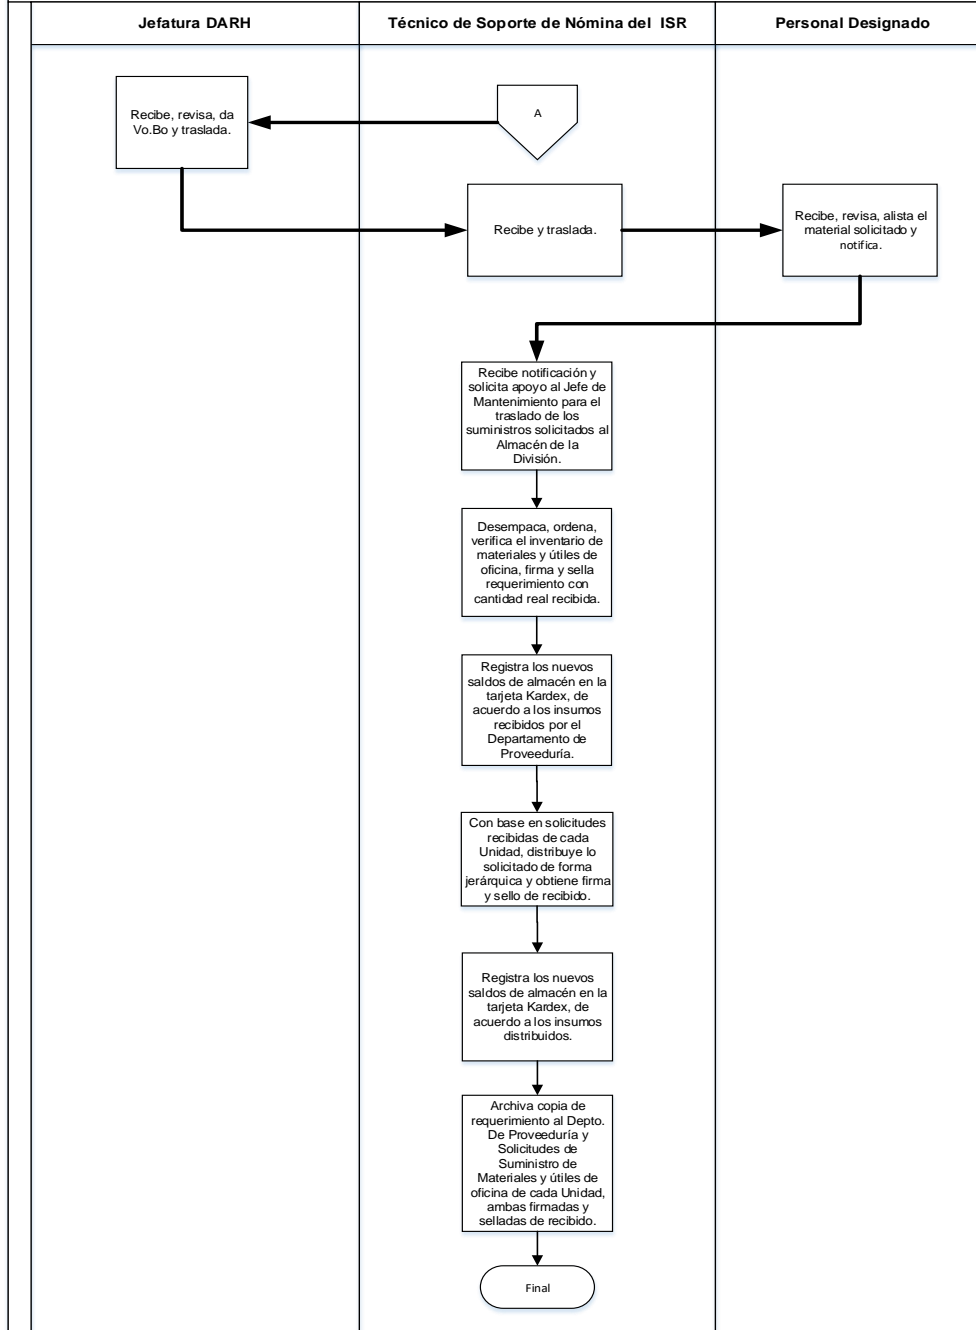 Jefatura DARH
Técnico de Soporte de Nómina del ISR
Personal Designado
Recibe, revisa, da
Vo.Bo y traslada.
A
Recibe y traslada.
Recibe, revisa, alista el
material solicitado y
notifica.
Recibe notificación y
solicita apoyo al Jefe de
Mantenimiento para el
traslado de los
suministros solicitados al
Almacén de la
División.
Desempaca, ordena,
verifica el inventario de
materiales y útiles de
oficina, firma y sella
requerimiento con
cantidad real recibida.
Registra los nuevos
saldos de almacén en la
tarjeta Kardex, de
acuerdo a los insumos
recibidos por el
Departamento de
Proveeduría.
Con base en solicitudes
recibidas de cada
Unidad, distribuye lo
solicitado de forma
jerárquica y obtiene firma
y sello de recibido.
Registra los nuevos
saldos de almacén en la
tarjeta Kardex, de
acuerdo a los insumos
distribuidos.
Archiva copia de
requerimiento al Depto.
De Proveeduría y
Solicitudes de
Suministro de
Materiales y útiles de
oficina de cada Unidad,
ambas firmadas y
selladas de recibido.
Final